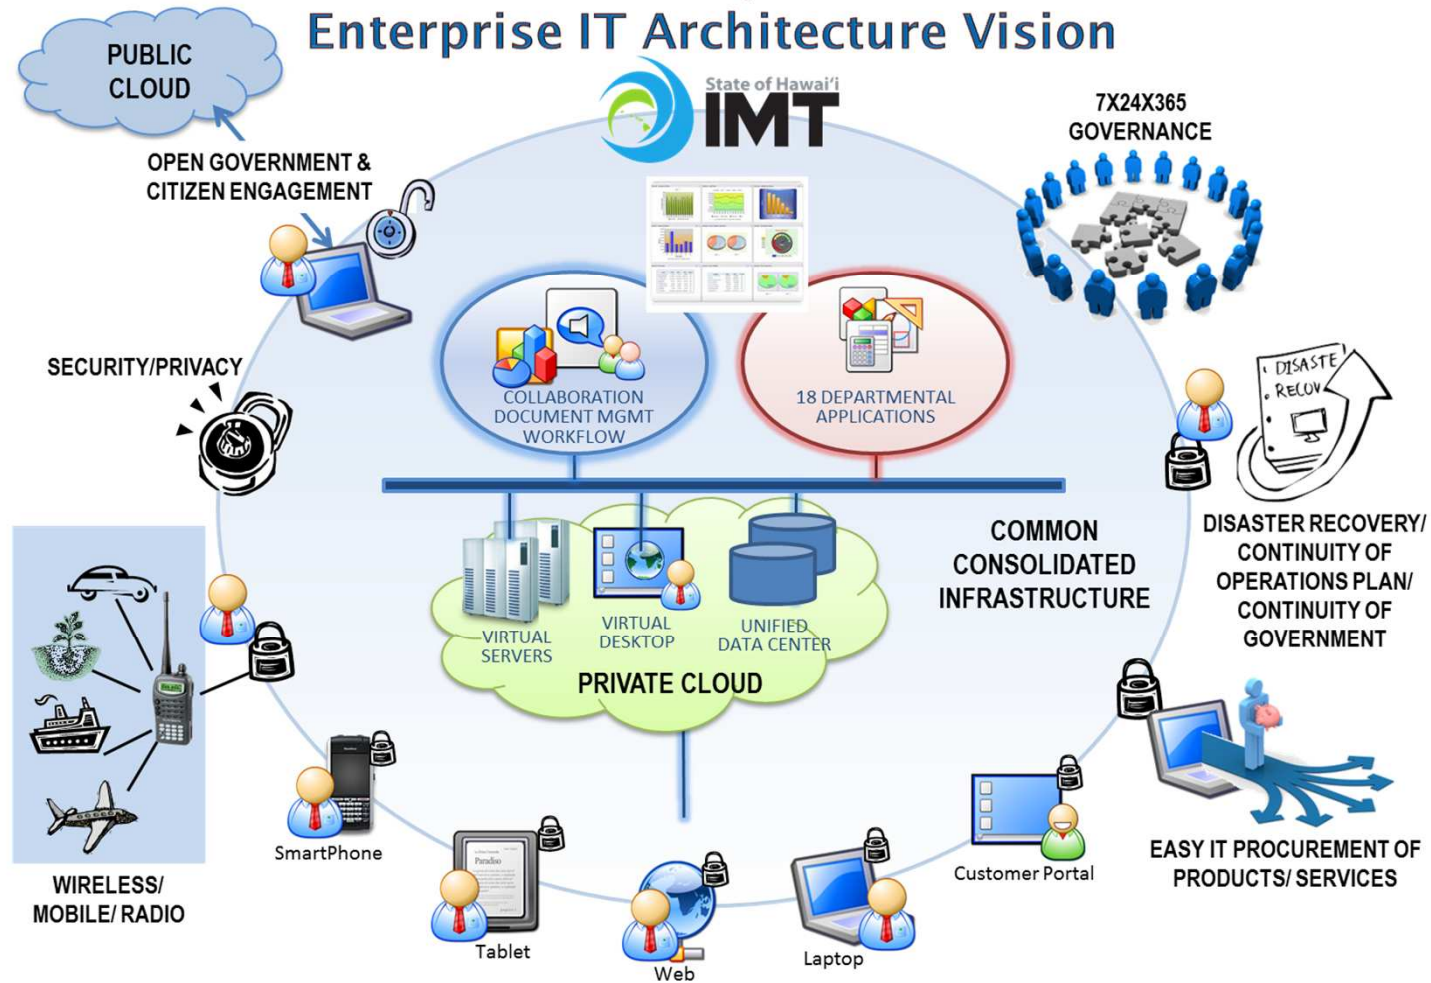 Enterprise IT Architecture Vision
PUBLIC
CLOUD
State of Hawai‘i
IMT
7X24X365
GOVERNANCE
OPEN GOVERNMENT &
CITIZEN ENGAGEMENT
SECURITY/PRIVACY
COLLABORATION
DOCUMENT MGMT
WORKFLOW
18 DEPARTMENTAL
APPLICATIONS
DISASTE
RECOV
DISASTER RECOVERY/
CONTINUITY OF
OPERATIONS PLAN/
CONTINUITY OF
GOVERNMENT
COMMON
CONSOLIDATED
INFRASTRUCTURE
VIRTUAL
SERVERS
VIRTUAL
DESKTOP
UNIFIED
DATA CENTER
PRIVATE CLOUD
WIRELESS/
MOBILE/ RADIO
SmartPhone
Paradiso
Tablet
Web
Laptop
Customer Portal
EASY IT PROCUREMENT OF
PRODUCTS/ SERVICES